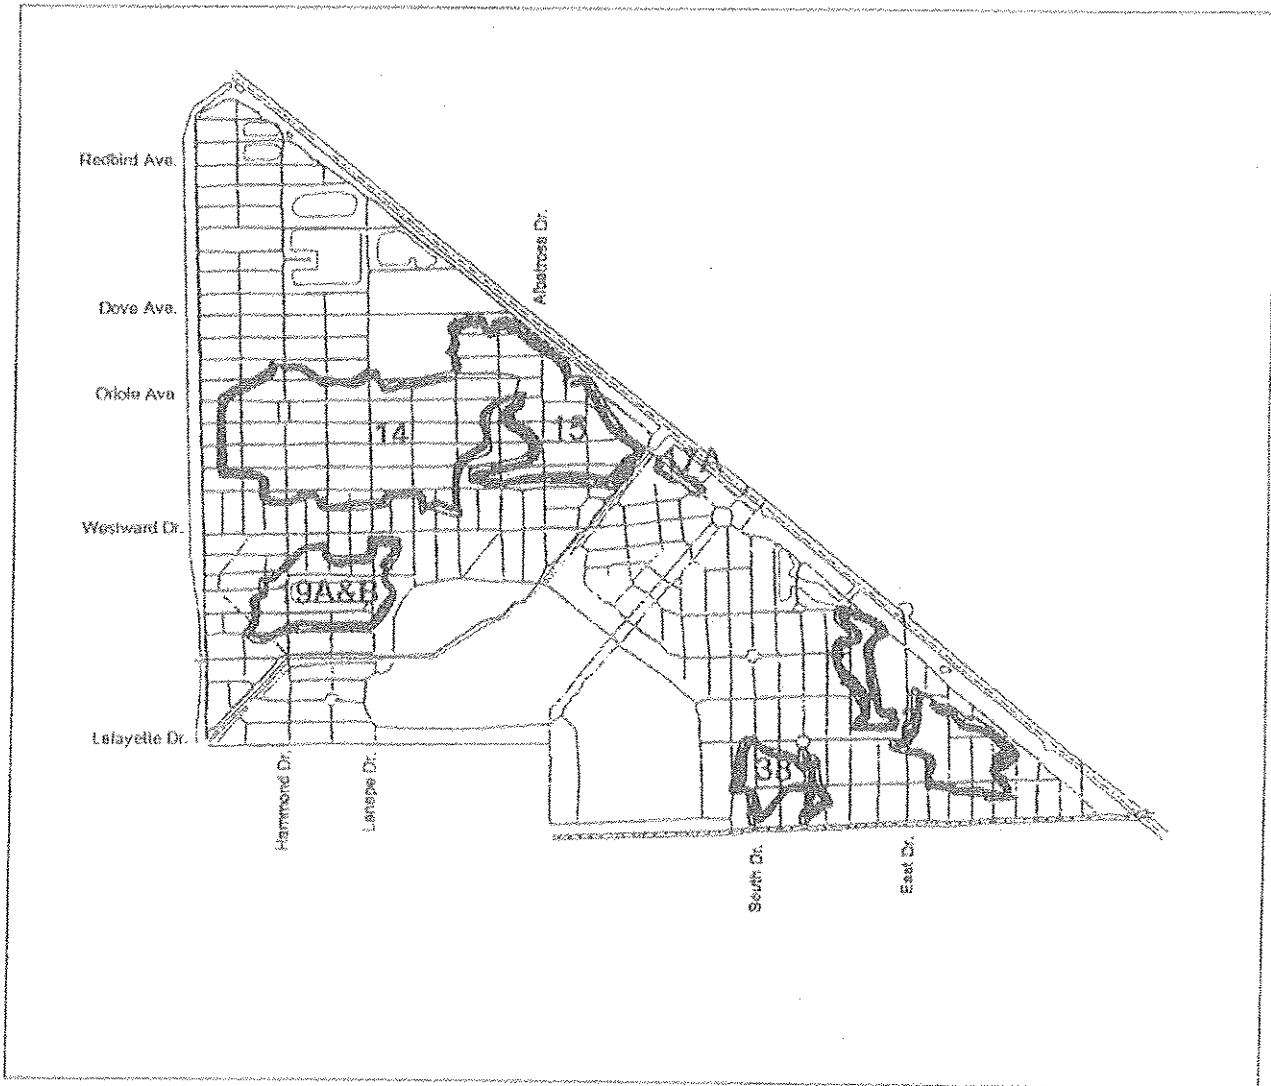 Redbird Ave.
Albatross Dr.
Dove Ave.
Oriole Ave
14
15
Westward Dr.
9A&B
Lafayette Dr.
38
Hammond Dr.
Lenape Dr.
South Dr.
East Dr.